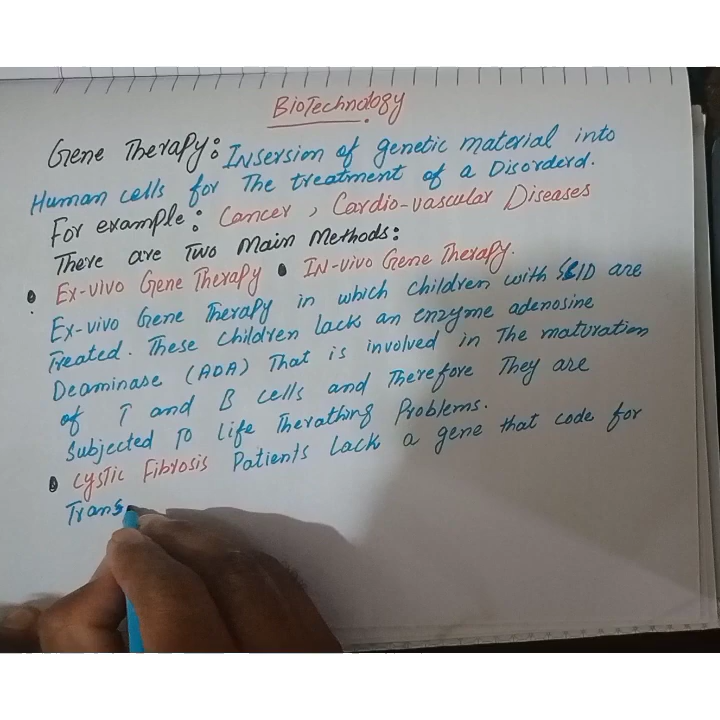 BioTechnology
Gene Therapy: Insersion of genetic material into
Human cells for The treatment of a Disorderd.
For example: Cancer, Cardio-vascular Diseases
There are Two Main Methods:
• Ex-vivo Gene Therapy • IN-vivo Gene Therapy.
Ex-vivo Gene Therapy in which children with SCID are
Treated. These Children lack an enzyme adenosine
Deaminase (ADA) That is involved in The maturation
of T and B cells and Therefore They are
Subjected To life Therathing Problems.
• Cystic Fibrosis Patients Lack a gene that code for
Trans